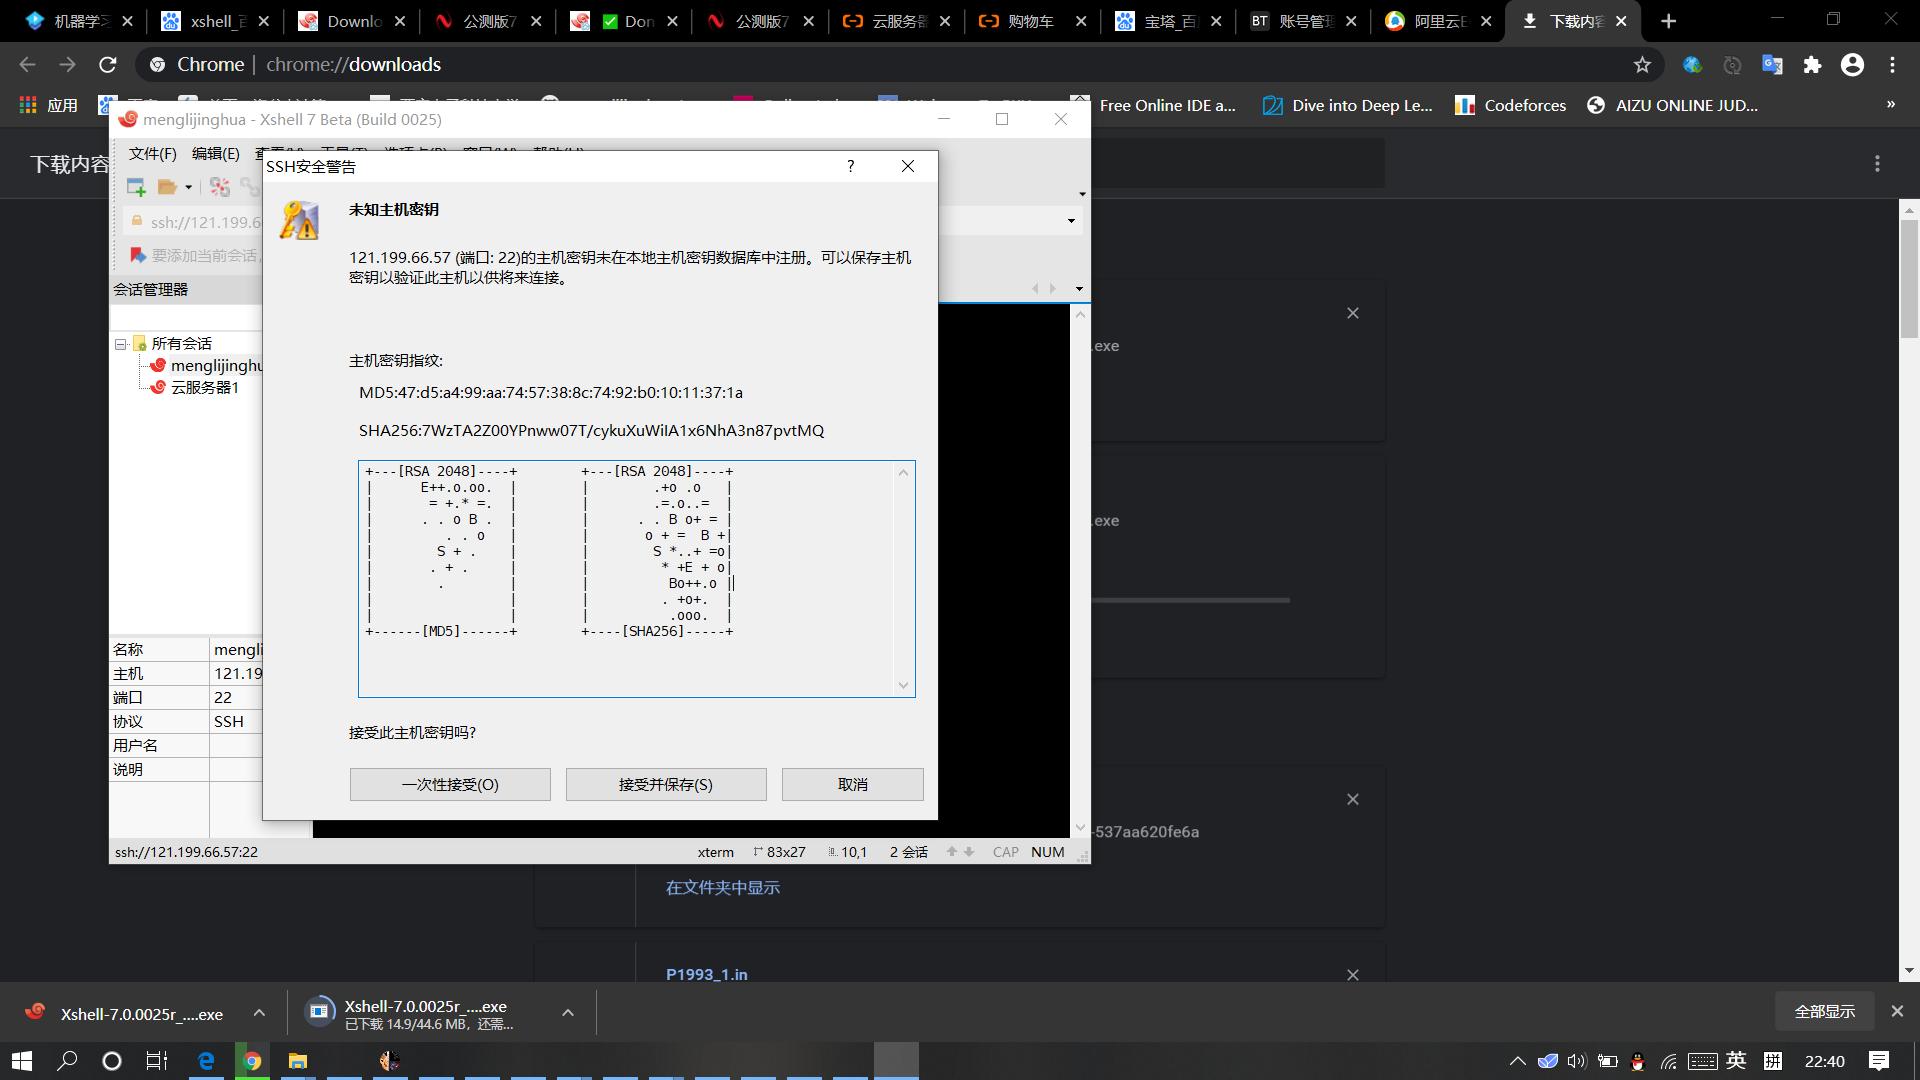 机器学习
xshell_百
Downlo
公测版7
Don
公测版7
云服务器
购物车
宝塔_百度
BT
账号管理
阿里云E
下载内容
Chrome | chrome://downloads
应用
Free Online IDE a...
Dive into Deep Le...
Codeforces
AIZU ONLINE JUD...
»
下载内容
menglijinghua - Xshell 7 Beta (Build 0025)
文件(F) 编辑(E)
ssh://121.199.6
要添加当前会话,
会话管理器
所有会话
menglijinghu
云服务器1
名称 mengli
主机 121.19
端口 22
协议 SSH
用户名
说明
SSH安全警告
?
未知主机密钥
121.199.66.57 (端口: 22)的主机密钥未在本地主机密钥数据库中注册。可以保存主机
密钥以验证此主机以供将来连接。
主机密钥指纹:
MD5:47:d5:a4:99:aa:74:57:38:8c:74:92:b0:10:11:37:1a
SHA256:7WzTA2Z00YPnww07T/cykuXuWiIA1x6NhA3n87pvtMQ
+---[RSA 2048]----+        +---[RSA 2048]----+
|      E++.o.oo.  |        |        .+o .o   |
|       = +.* =.  |        |        .=.o..=  |
|      . . o B .  |        |      . . B o+ = |
|         . . o   |        |       o + =  B +|
|        S + .    |        |        S *..+ =o|
|       . + .     |        |         * +E + o|
|        .        |        |          Bo++.o |
|                 |        |         . +o+.  |
|                 |        |          .ooo.  |
+------[MD5]------+        +----[SHA256]-----+
接受此主机密钥吗?
一次性接受(O) 接受并保存(S) 取消
ssh://121.199.66.57:22 xterm 83x27 10,1 2 会话 CAP NUM
.exe
.exe
-537aa620fe6a
在文件夹中显示
P1993_1.in
Xshell-7.0.0025r_....exe
Xshell-7.0.0025r_....exe
已下载 14.9/44.6 MB，还需...
全部显示
英
拼
22:40